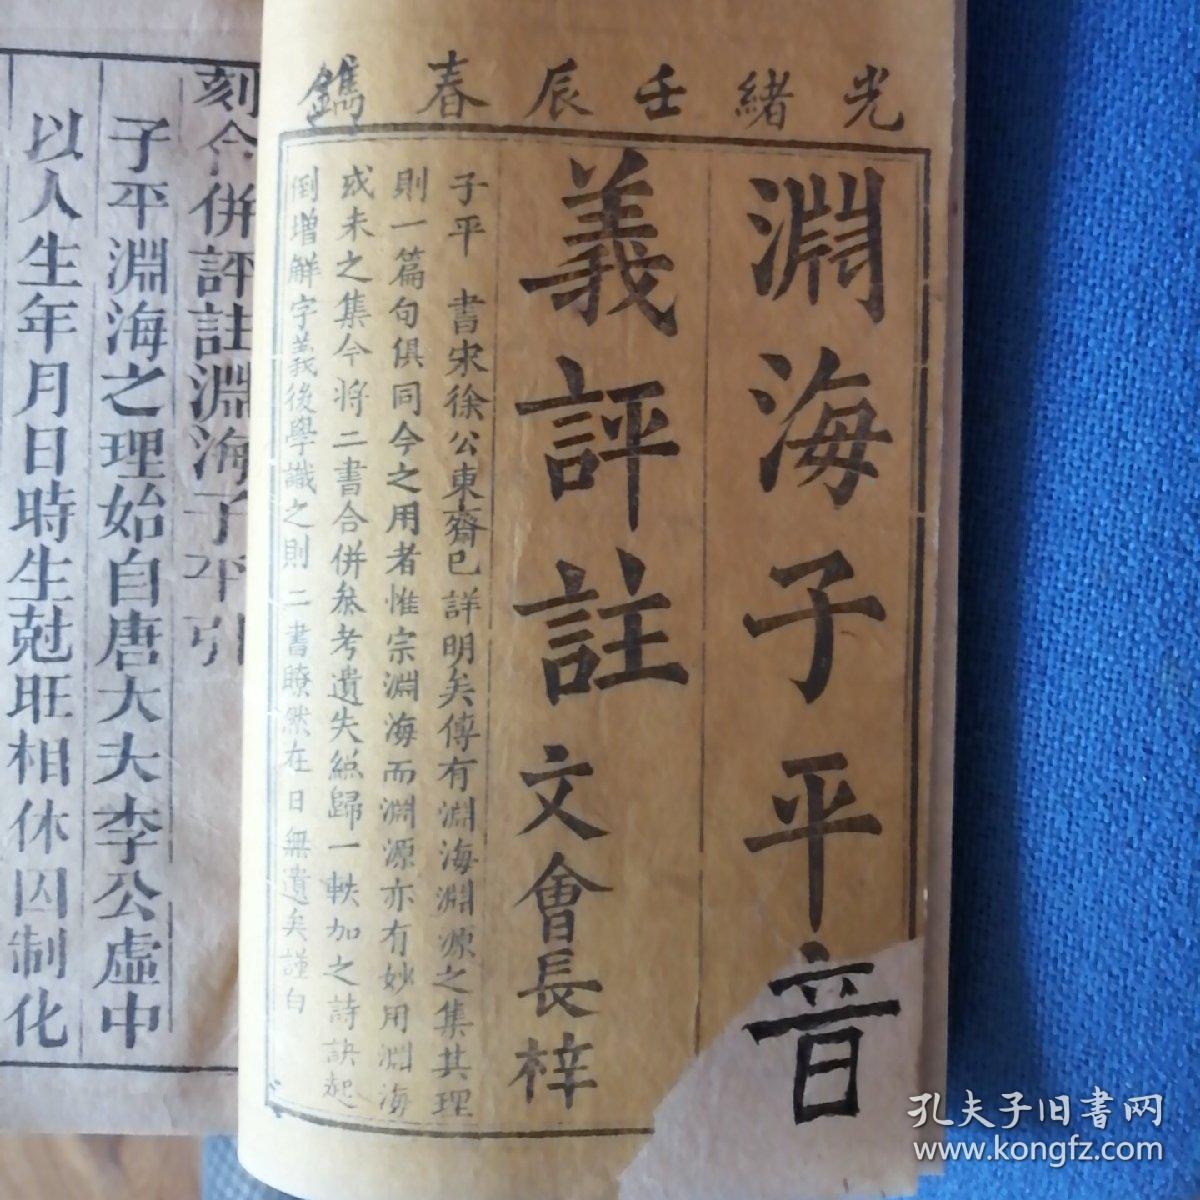 光緒壬辰春鐫
淵海子平音
義評註文會長梓
子平　書宋徐公東齋已詳明矣傳有淵海淵源之集其理
則一篇句俱同今之用者惟宗淵海而淵源亦有妙用淵海
或未之集今將二書合併叅考遺失總歸一帙加之詩訣起
倒增解字義後學識之則二書瞭然在目無遺矣謹白
刻合併評註淵海子平引
子平淵海之理始自唐大夫李公虛中
以人生年月日時生尅旺相休囚制化
孔夫子旧書网
www.kongfz.com